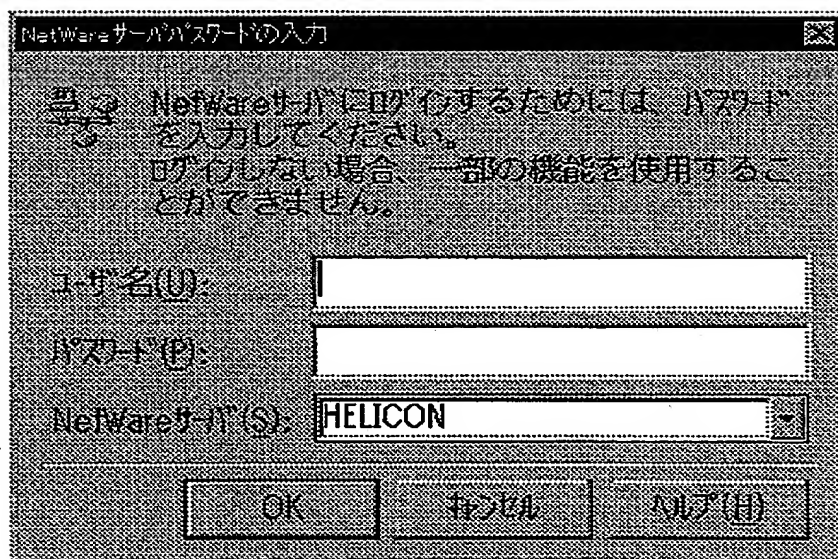 NetWareｻｰﾊﾞﾊﾟｽﾜｰﾄﾞの入力
NetWareｻｰﾊﾞにﾛｸﾞｲﾝするためには、ﾊﾟｽﾜｰﾄﾞ
を入力してください。
ﾛｸﾞｲﾝしない場合、一部の機能を使用するこ
とができません。
ﾕｰｻﾞ名(U):
ﾊﾟｽﾜｰﾄﾞ(P):
NetWareｻｰﾊﾞ(S): HELICON
OK ｷｬﾝｾﾙ ﾍﾙﾌﾟ(H)